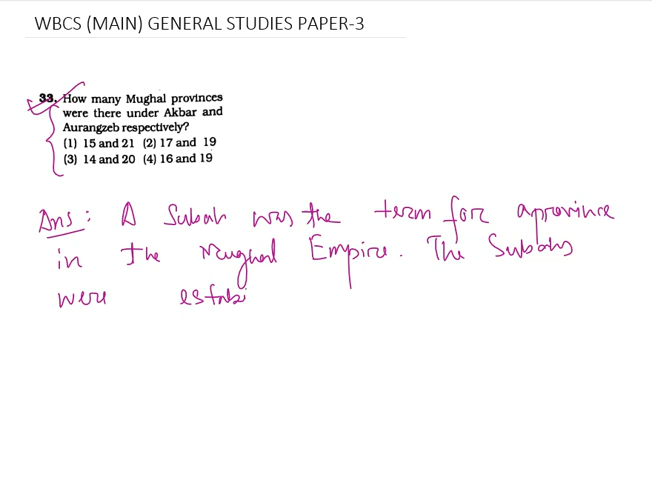 WBCS (MAIN) GENERAL STUDIES PAPER-3
33. How many Mughal provinces
were there under Akbar and
Aurangzeb respectively?
(1) 15 and 21 (2) 17 and 19
(3) 14 and 20 (4) 16 and 19
Ans: A Subah was the term for a province
in the Mughal Empire. The Subahs
were establi